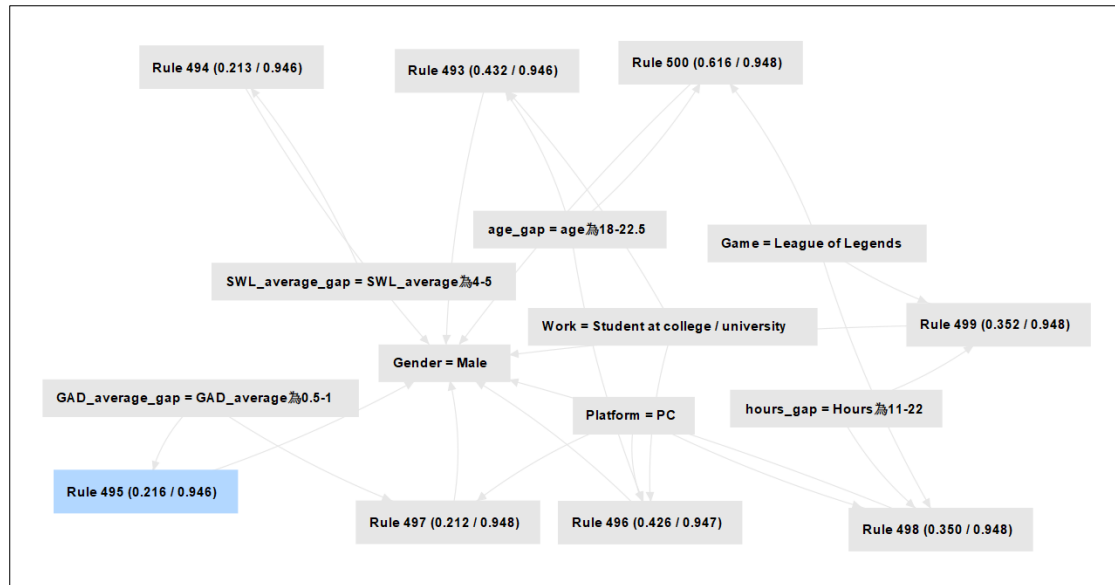 Rule 494 (0.213 / 0.946)
Rule 493 (0.432 / 0.946)
Rule 500 (0.616 / 0.948)
age_gap = age為18-22.5
Game = League of Legends
SWL_average_gap = SWL_average為4-5
Work = Student at college / university
Rule 499 (0.352 / 0.948)
Gender = Male
GAD_average_gap = GAD_average為0.5-1
Platform = PC
hours_gap = Hours為11-22
Rule 495 (0.216 / 0.946)
Rule 497 (0.212 / 0.948)
Rule 496 (0.426 / 0.947)
Rule 498 (0.350 / 0.948)